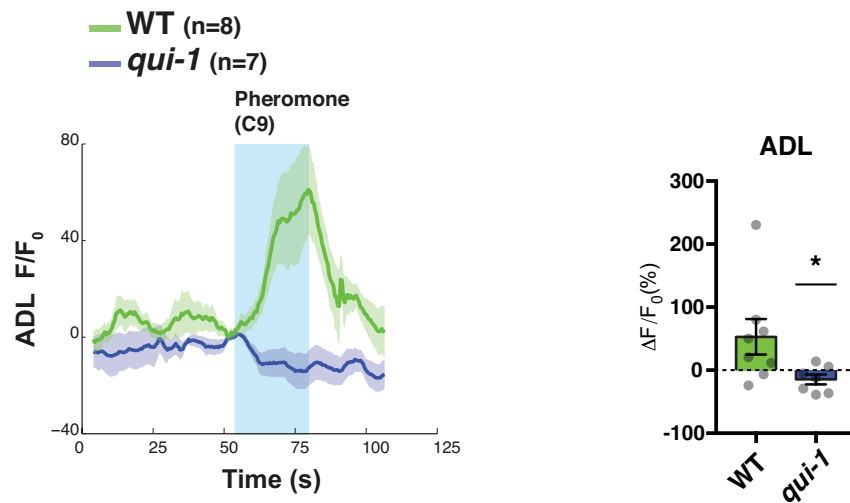 WT (n=8)
qui-1 (n=7)
Pheromone
(C9)
80
40
0
−40
ADL F/F0
0 25 50 75 100 125
Time (s)
ADL
300
200
100
0
-100
ΔF/F0(%)
*
WT
qui-1